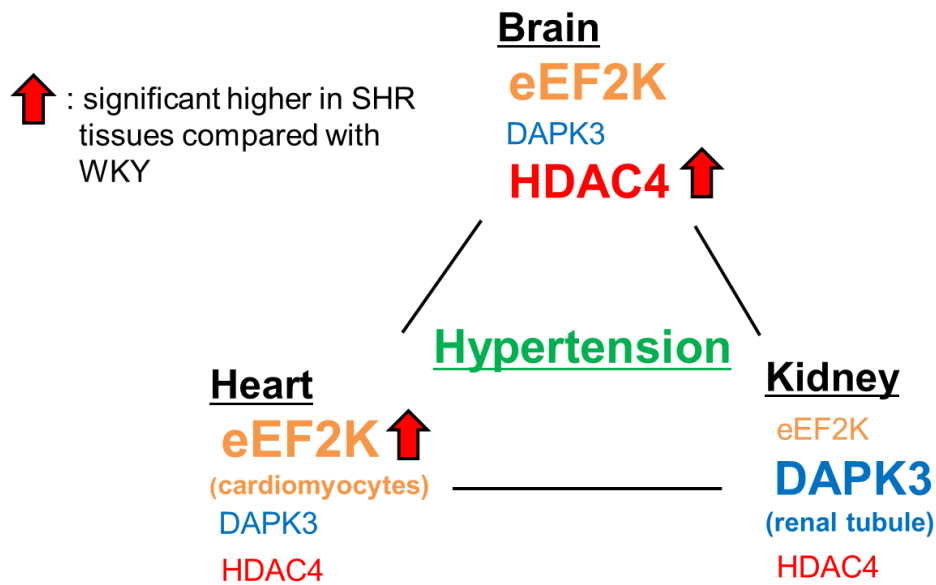 Brain
eEF2K
DAPK3
HDAC4
: significant higher in SHR
tissues compared with
WKY
Hypertension
Heart
eEF2K
(cardiomyocytes)
DAPK3
HDAC4
Kidney
eEF2K
DAPK3
(renal tubule)
HDAC4